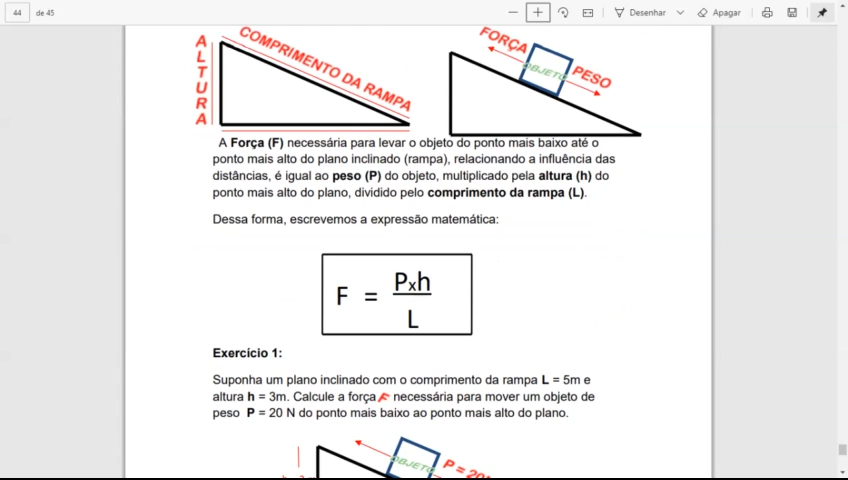 44 de 45
Desenhar
Apagar
ALTURA
COMPRIMENTO DA RAMPA
FORÇA
OBJETO
PESO
A Força (F) necessária para levar o objeto do ponto mais baixo até o
ponto mais alto do plano inclinado (rampa), relacionando a influência das
distâncias, é igual ao peso (P) do objeto, multiplicado pela altura (h) do
ponto mais alto do plano, dividido pelo comprimento da rampa (L).
Dessa forma, escrevemos a expressão matemática:
F = Pxh
L
Exercício 1:
Suponha um plano inclinado com o comprimento da rampa L = 5m e
altura h = 3m. Calcule a força F necessária para mover um objeto de
peso P = 20 N do ponto mais baixo ao ponto mais alto do plano.
OBJETO